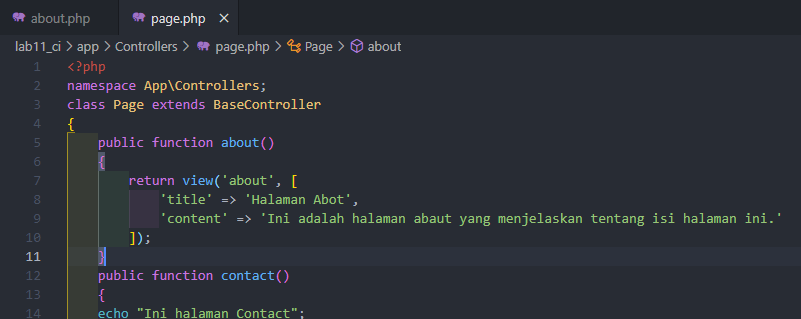 about.php page.php ×
lab11_ci > app > Controllers > page.php > Page > about
1 <?php
2 namespace App\Controllers;
3 class Page extends BaseController
4 {
5 public function about()
6 {
7 return view('about', [
8 'title' => 'Halaman Abot',
9 'content' => 'Ini adalah halaman abaut yang menjelaskan tentang isi halaman ini.'
10 ]);
11 }
12 public function contact()
13 {
14 echo "Ini halaman Contact";